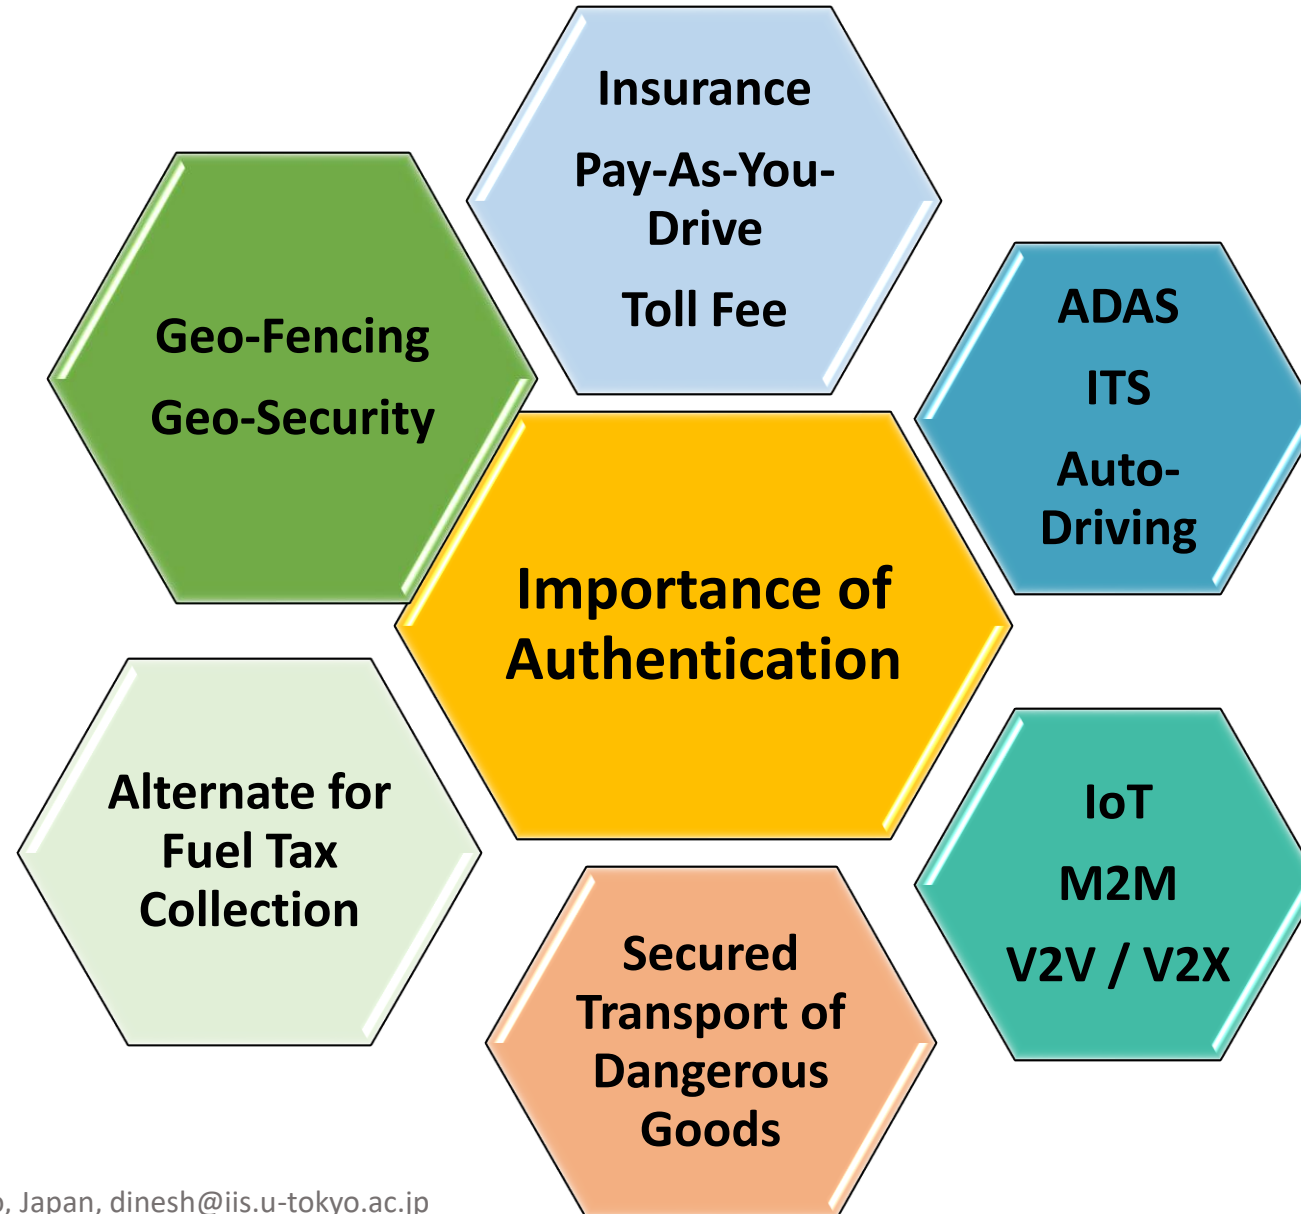 Insurance
Pay-As-You-
Drive
Toll Fee
Geo-Fencing
Geo-Security
ADAS
ITS
Auto-
Driving
Importance of
Authentication
Alternate for
Fuel Tax
Collection
IoT
M2M
V2V / V2X
Secured
Transport of
Dangerous
Goods
, Japan, dinesh@iis.u-tokyo.ac.jp